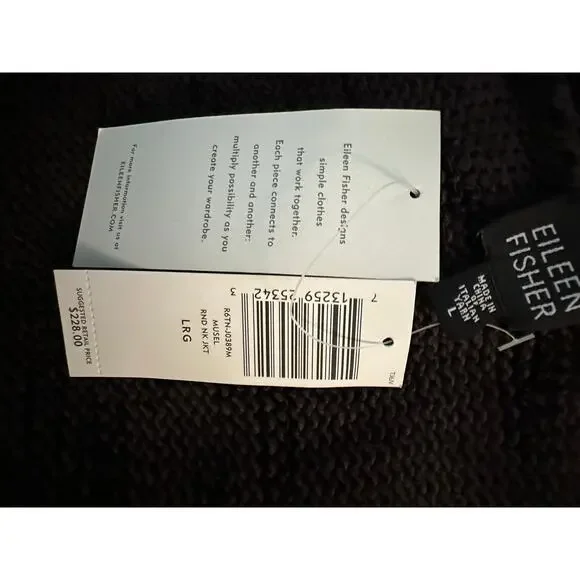 Eileen Fisher designs
simple clothes
that work together.
Each piece connects to
another and another:
multiply possibility as you
create your wardrobe.
For more information visit us at
EILEENFISHER.COM
7 13259 25342
M
R6TN-J0389M
MUSEL
RND NK JKT
LRG
SUGGESTED RETAIL PRICE
$228.00
EILEEN
FISHER
MADE IN
CHINA
OF
ITALIAN
YARN
L